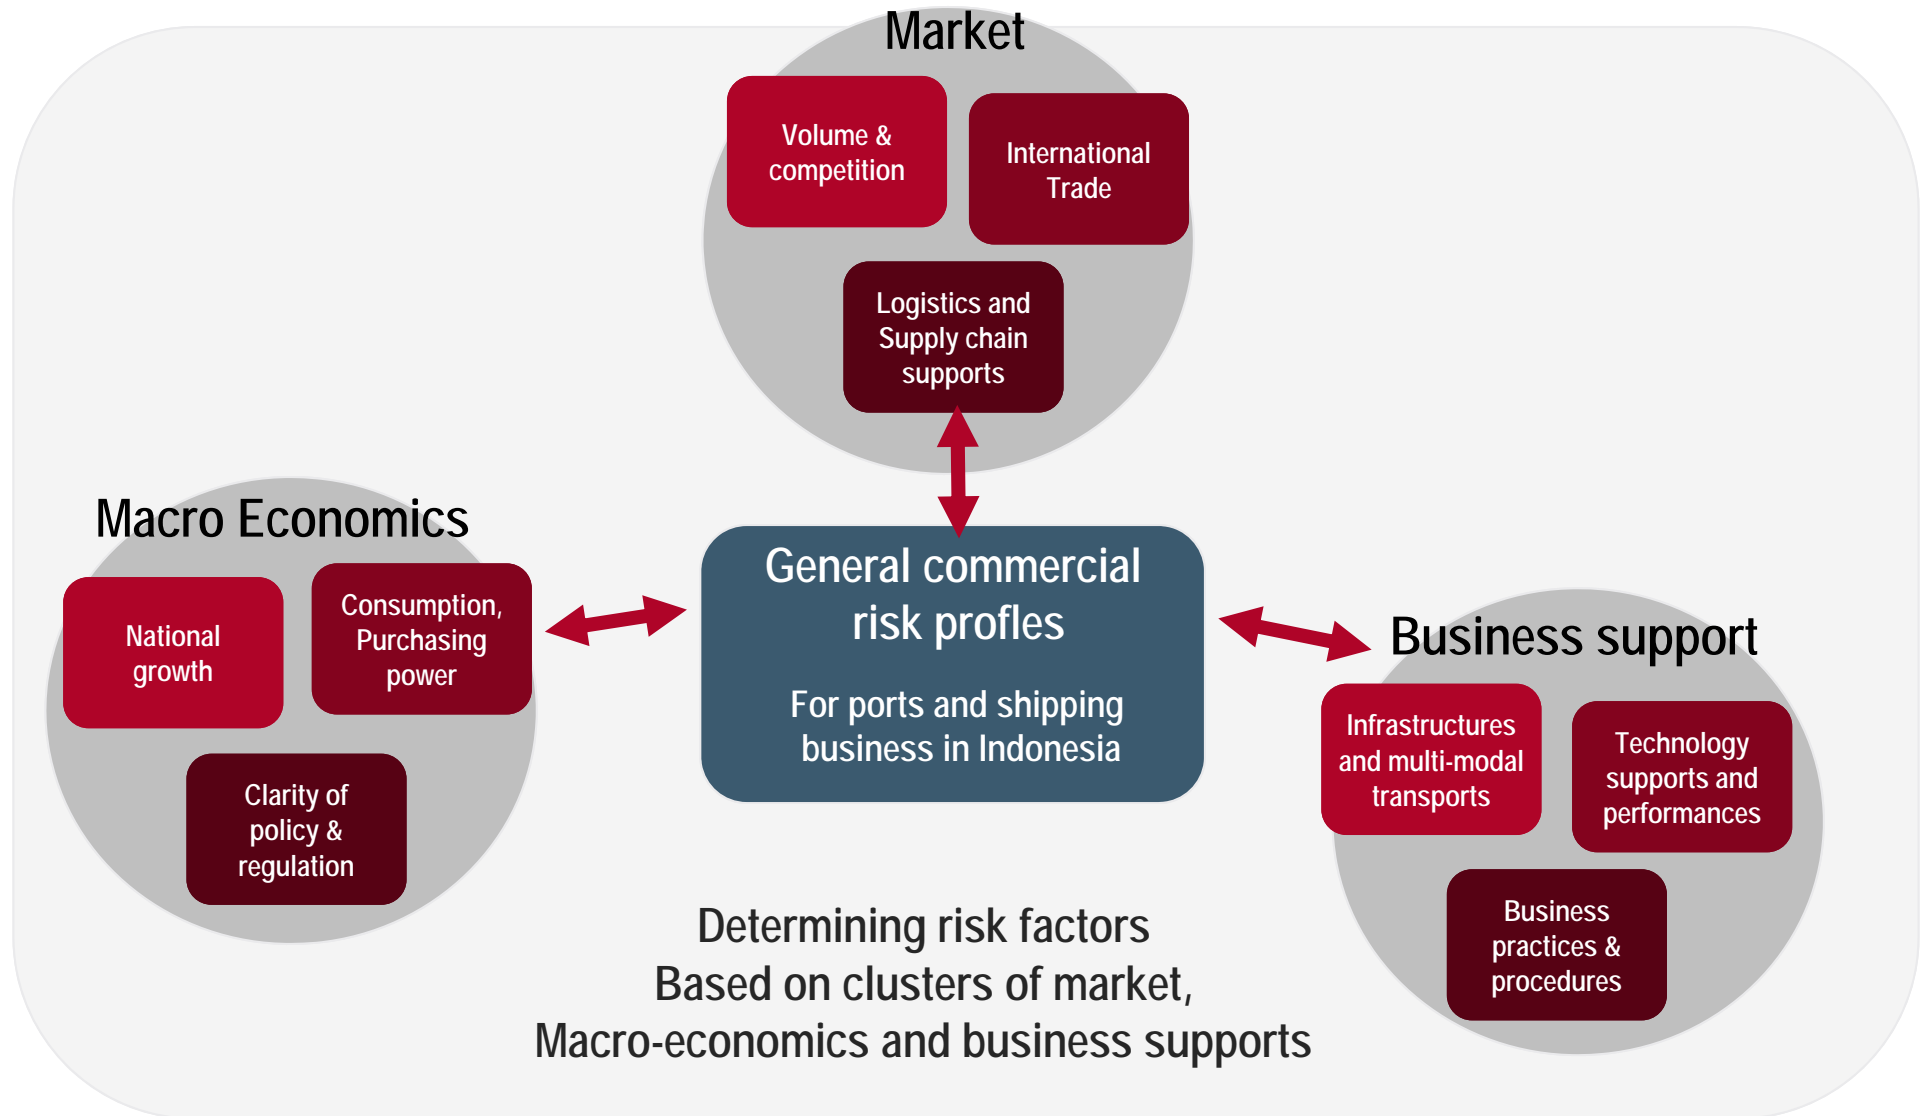 Market
Volume &
competition
International
Trade
Logistics and
Supply chain
supports
Macro Economics
National
growth
Consumption,
Purchasing
power
Clarity of
policy &
regulation
General commercial
risk profles
For ports and shipping
business in Indonesia
Business support
Infrastructures
and multi-modal
transports
Technology
supports and
performances
Business
practices &
procedures
Determining risk factors
Based on clusters of market,
Macro-economics and business supports